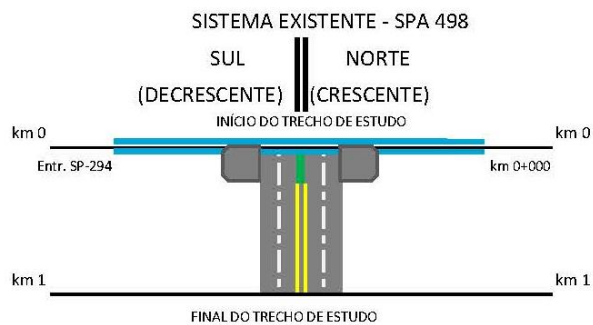 SISTEMA EXISTENTE - SPA 498
SUL NORTE
(DECRESCENTE) (CRESCENTE)
INÍCIO DO TRECHO DE ESTUDO
km 0 km 0
Entr. SP-294 km 0+000
km 1 km 1
FINAL DO TRECHO DE ESTUDO